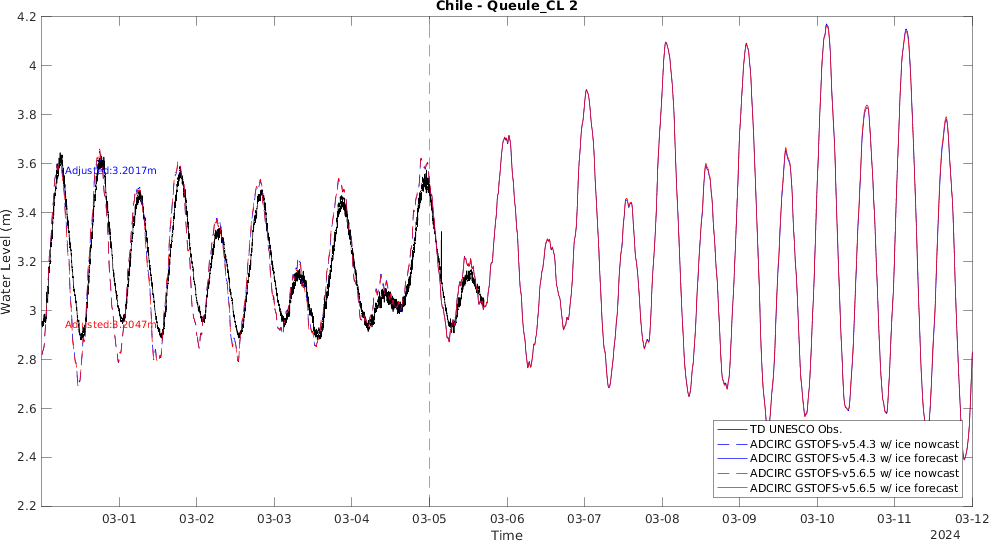 Chile - Queule_CL 2
4.2
4
3.8
3.6
3.4
3.2
3
2.8
2.6
2.4
2.2
Water Level (m)
Adjusted:3.2017m
Adjusted:3.2047m
TD UNESCO Obs.
ADCIRC GSTOFS-v5.4.3 w/ ice nowcast
ADCIRC GSTOFS-v5.4.3 w/ ice forecast
ADCIRC GSTOFS-v5.6.5 w/ ice nowcast
ADCIRC GSTOFS-v5.6.5 w/ ice forecast
03-01 03-02 03-03 03-04 03-05 03-06 03-07 03-08 03-09 03-10 03-11 03-12
Time
2024